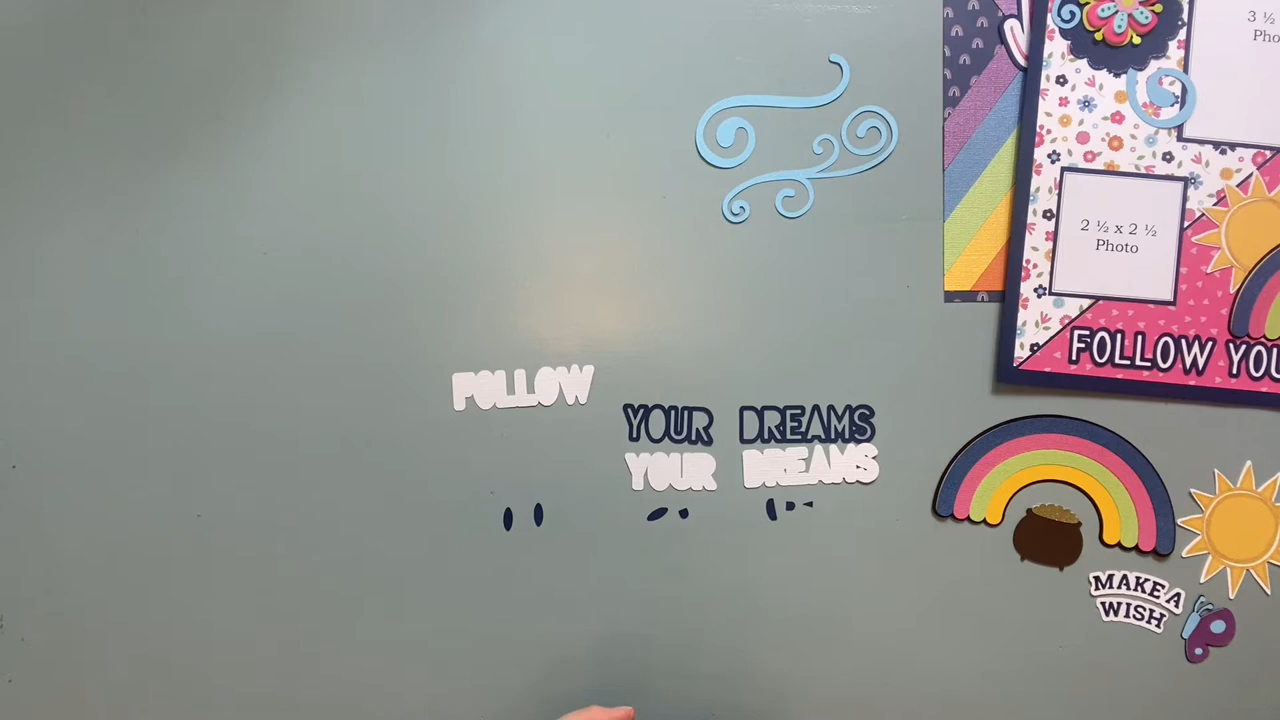 3 ½
Pho
2 ½ x 2 ½
Photo
FOLLOW YOU
FOLLOW
YOUR DREAMS
YOUR DREAMS
MAKE A
WISH